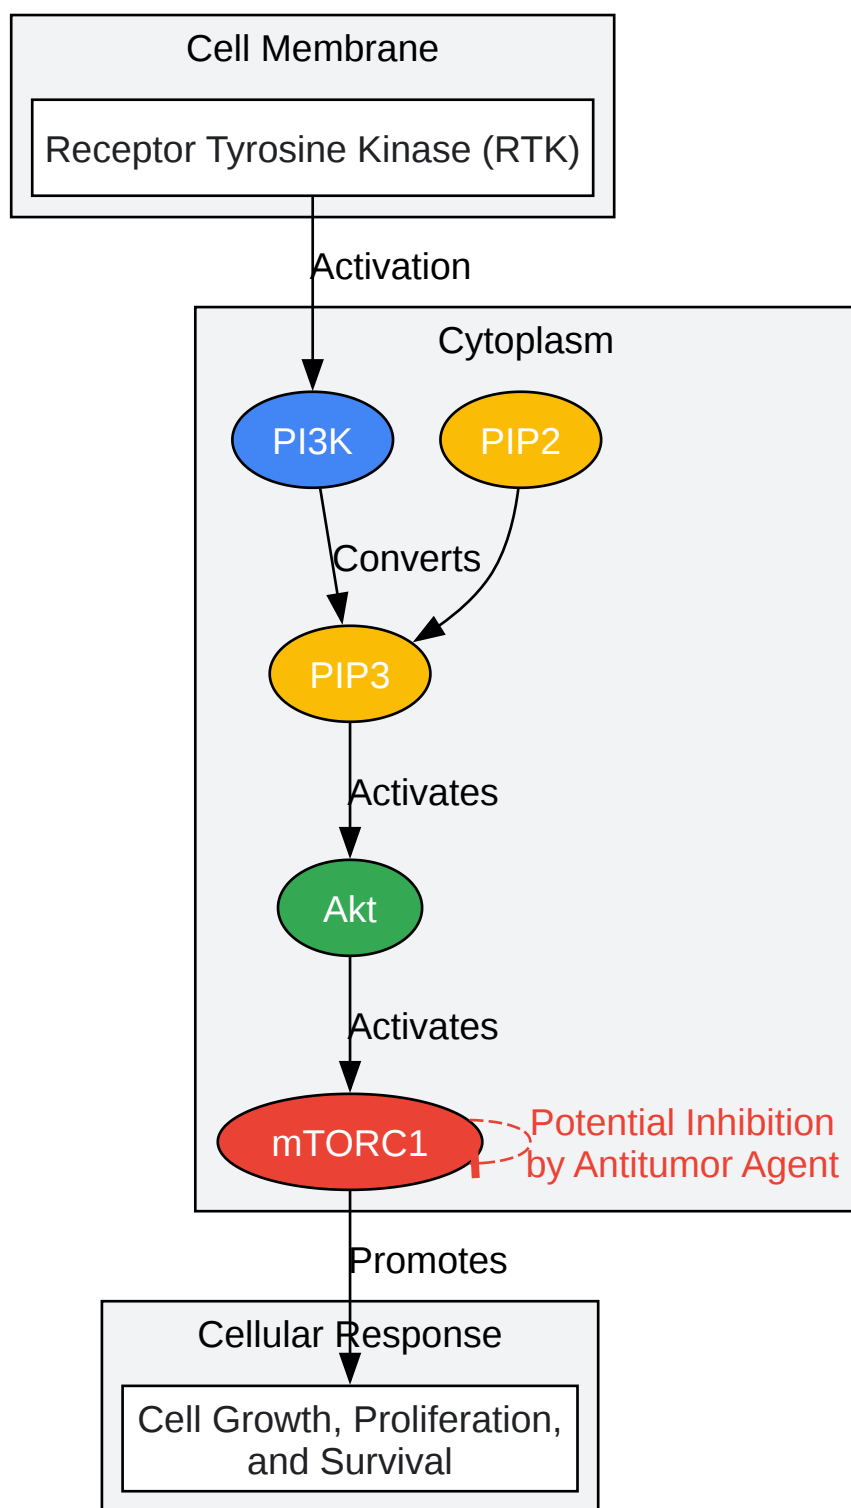 Cell Membrane
Receptor Tyrosine Kinase (RTK)
Activation
Cytoplasm
PI3K
PIP2
Converts
PIP3
Activates
Akt
Activates
mTORC1
Potential Inhibition
by Antitumor Agent
Promotes
Cellular Response
Cell Growth, Proliferation,
and Survival